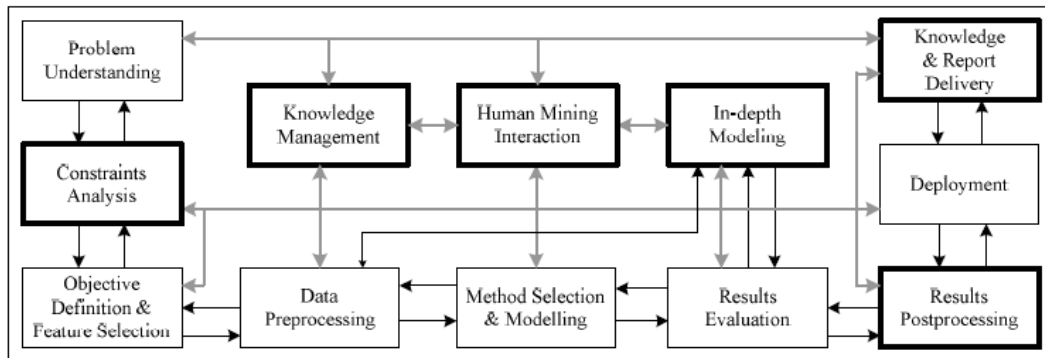 Problem
Understanding
Knowledge
& Report
Delivery
Knowledge
Management
Human Mining
Interaction
In-depth
Modeling
Constraints
Analysis
Deployment
Objective
Definition &
Feature Selection
Data
Preprocessing
Method Selection
& Modelling
Results
Evaluation
Results
Postprocessing